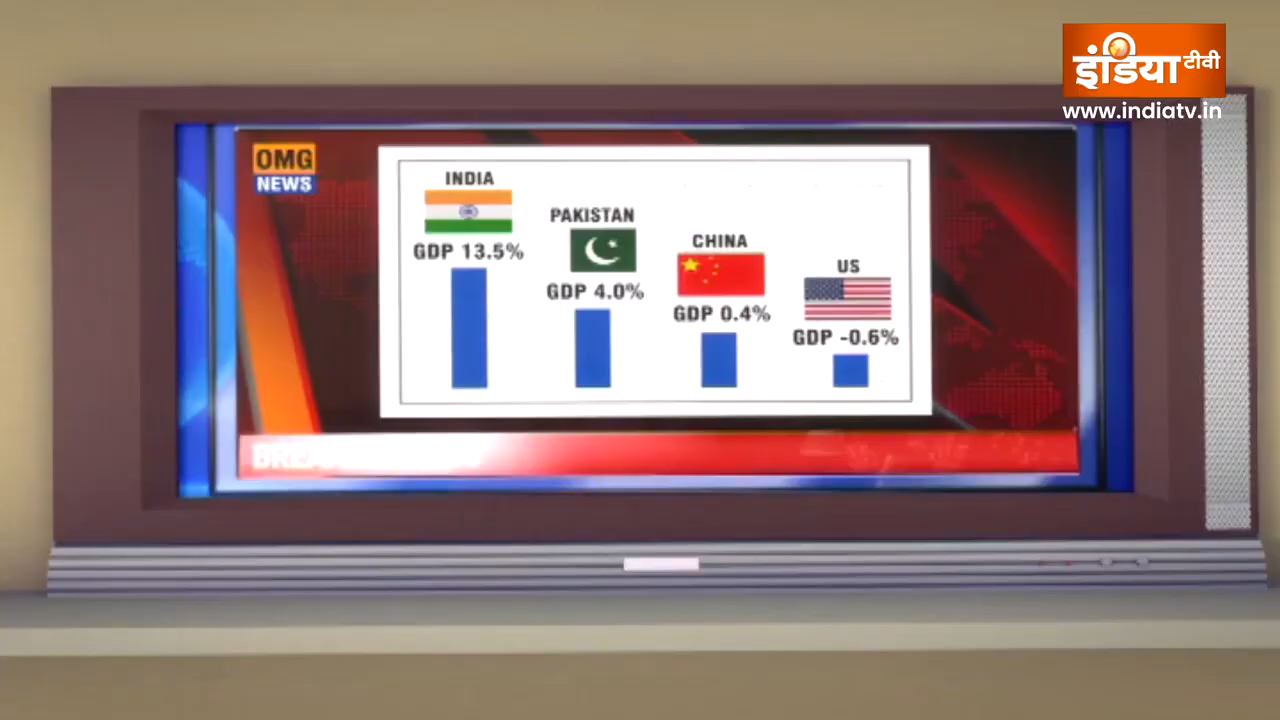 इंडिया टीवी
www.indiatv.in
OMG
NEWS
INDIA
GDP 13.5%
PAKISTAN
GDP 4.0%
CHINA
GDP 0.4%
US
GDP -0.6%